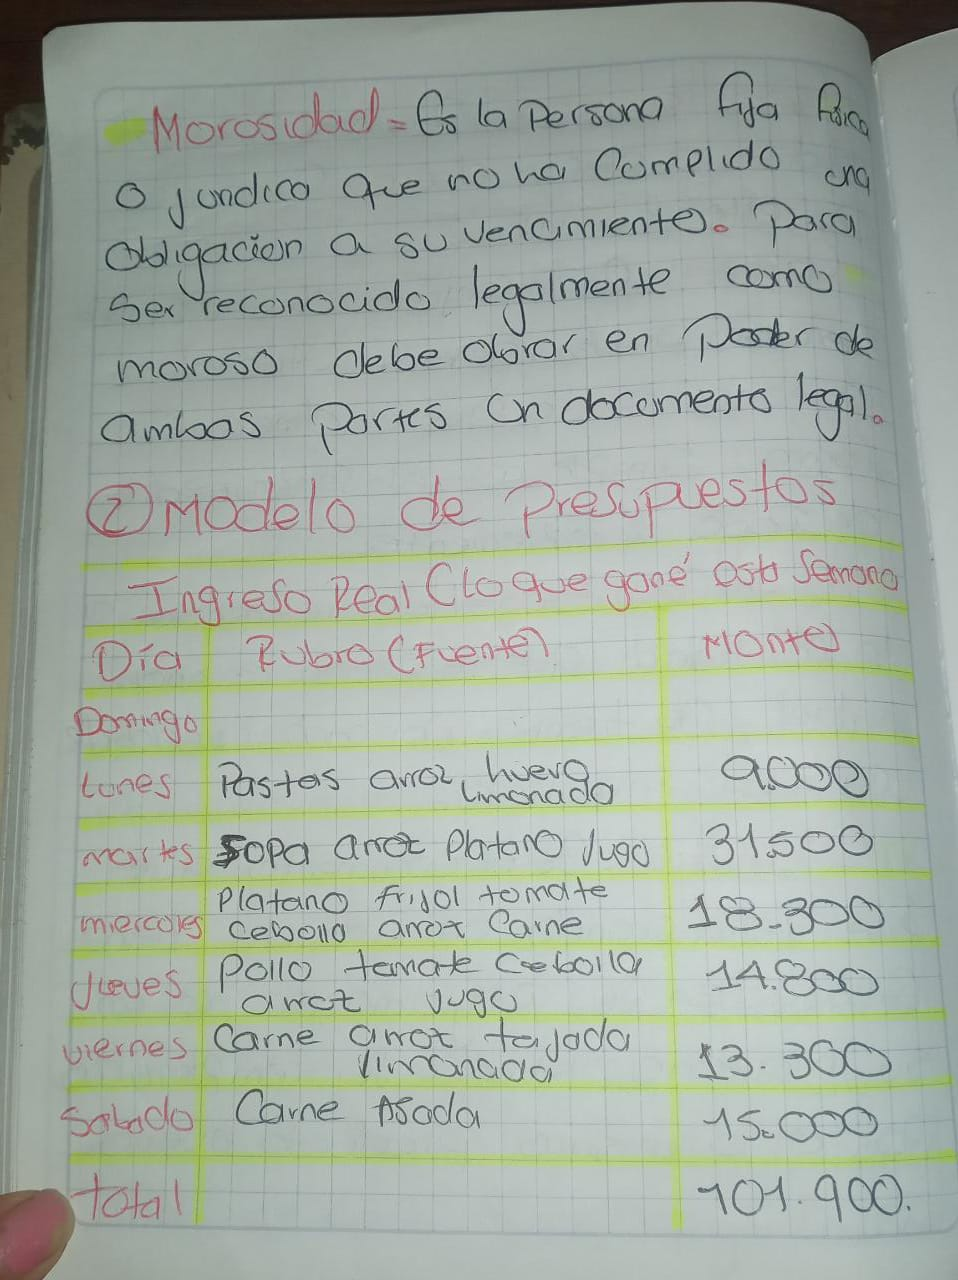 Morosidad = Es la Persona fija fisica
o juridica que no ha Complido una
Obligacion a su vencimiento. Para
Ser reconocido legalmente como
moroso debe obrar en Poder de
ambas Partes un documento legal.
② Modelo de Presupuestos
Ingreso Real (Lo que gané esta Semana
Día Rubro (Fuente) Monto
Domingo
Lunes Pastas arroz, huevo limonada 9.000
martes Sopa arroz Platano Jugo 31.500
miercoles Platano Frijol tomate
Cebolla arroz Carne 18.300
Jueves Pollo tomate Cebolla
arroz Jugo 14.800
viernes Carne arroz tajada
limonada 13.300
Sabado Carne Asada 15.000
total 101.900.